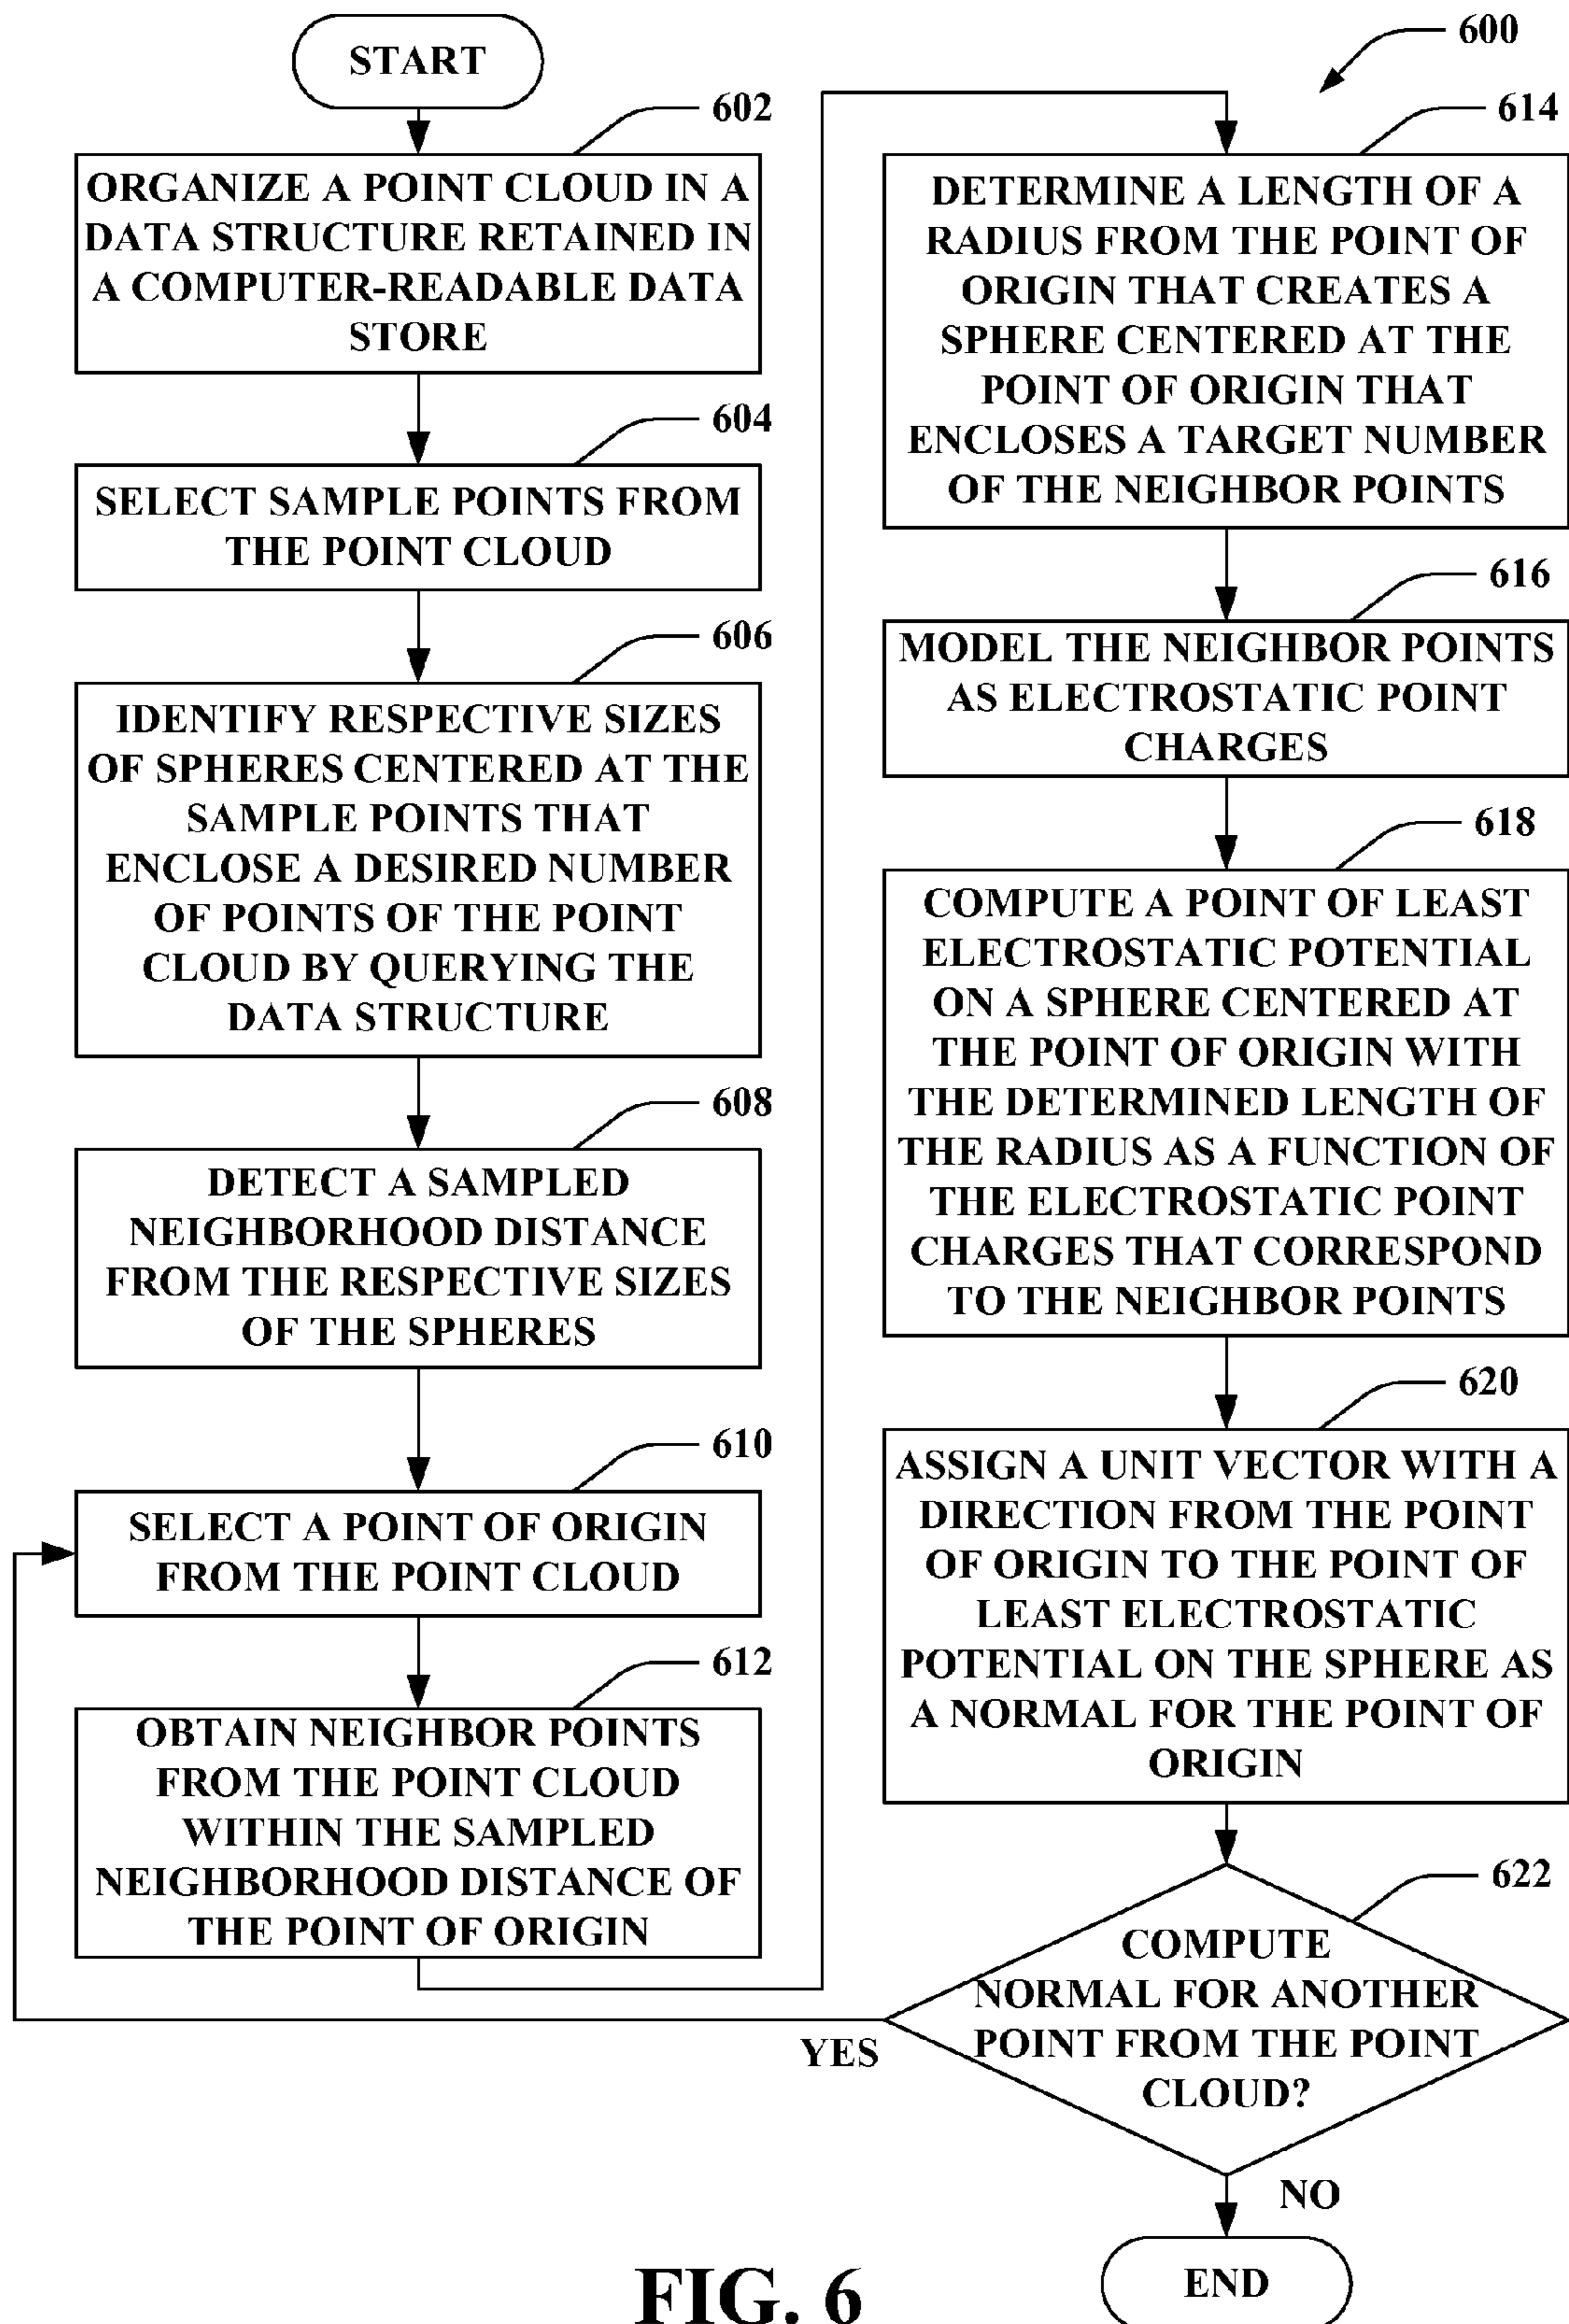 START
602
ORGANIZE A POINT CLOUD IN A
DATA STRUCTURE RETAINED IN
A COMPUTER-READABLE DATA
STORE
604
SELECT SAMPLE POINTS FROM
THE POINT CLOUD
606
IDENTIFY RESPECTIVE SIZES
OF SPHERES CENTERED AT THE
SAMPLE POINTS THAT
ENCLOSE A DESIRED NUMBER
OF POINTS OF THE POINT
CLOUD BY QUERYING THE
DATA STRUCTURE
608
DETECT A SAMPLED
NEIGHBORHOOD DISTANCE
FROM THE RESPECTIVE SIZES
OF THE SPHERES
610
SELECT A POINT OF ORIGIN
FROM THE POINT CLOUD
612
OBTAIN NEIGHBOR POINTS
FROM THE POINT CLOUD
WITHIN THE SAMPLED
NEIGHBORHOOD DISTANCE OF
THE POINT OF ORIGIN
600
614
DETERMINE A LENGTH OF A
RADIUS FROM THE POINT OF
ORIGIN THAT CREATES A
SPHERE CENTERED AT THE
POINT OF ORIGIN THAT
ENCLOSES A TARGET NUMBER
OF THE NEIGHBOR POINTS
616
MODEL THE NEIGHBOR POINTS
AS ELECTROSTATIC POINT
CHARGES
618
COMPUTE A POINT OF LEAST
ELECTROSTATIC POTENTIAL
ON A SPHERE CENTERED AT
THE POINT OF ORIGIN WITH
THE DETERMINED LENGTH OF
THE RADIUS AS A FUNCTION OF
THE ELECTROSTATIC POINT
CHARGES THAT CORRESPOND
TO THE NEIGHBOR POINTS
620
ASSIGN A UNIT VECTOR WITH A
DIRECTION FROM THE POINT
OF ORIGIN TO THE POINT OF
LEAST ELECTROSTATIC
POTENTIAL ON THE SPHERE AS
A NORMAL FOR THE POINT OF
ORIGIN
622
COMPUTE
NORMAL FOR ANOTHER
POINT FROM THE POINT
CLOUD?
YES
NO
END
FIG. 6